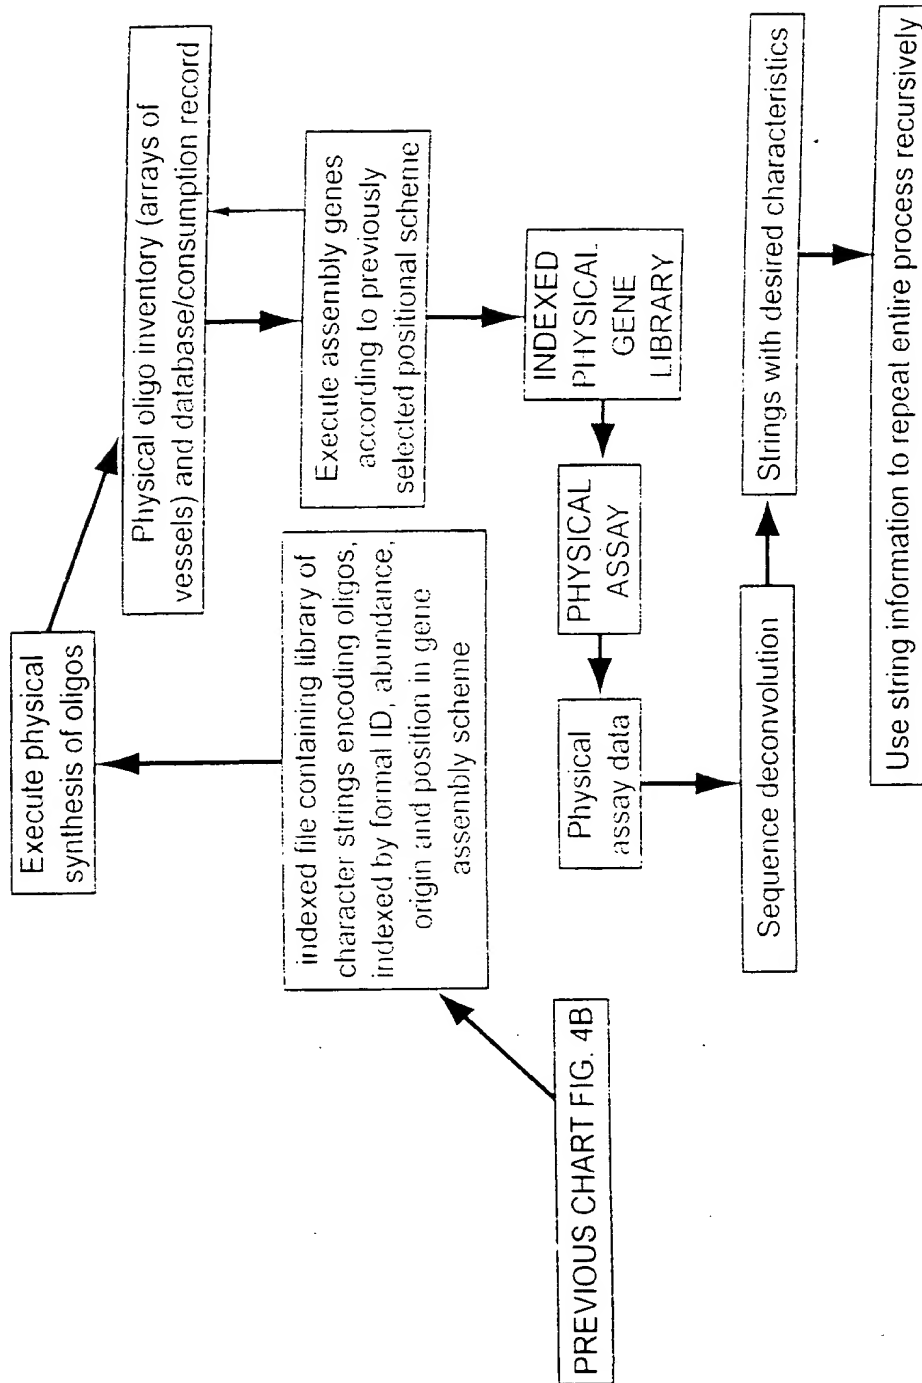 Execute physical
synthesis of oligos
Physical oligo inventory (arrays of
vessels) and database/consumption record
indexed file containing library of
character strings encoding oligos,
indexed by formal ID, abundance,
origin and position in gene
assembly scheme
Execute assembly genes
according to previously
selected positional scheme
PREVIOUS CHART FIG. 4B
INDEXED
PHYSICAL
GENE
LIBRARY
PHYSICAL
ASSAY
Physical
assay data
Sequence deconvolution
Strings with desired characteristics
Use string information to repeat entire process recursively